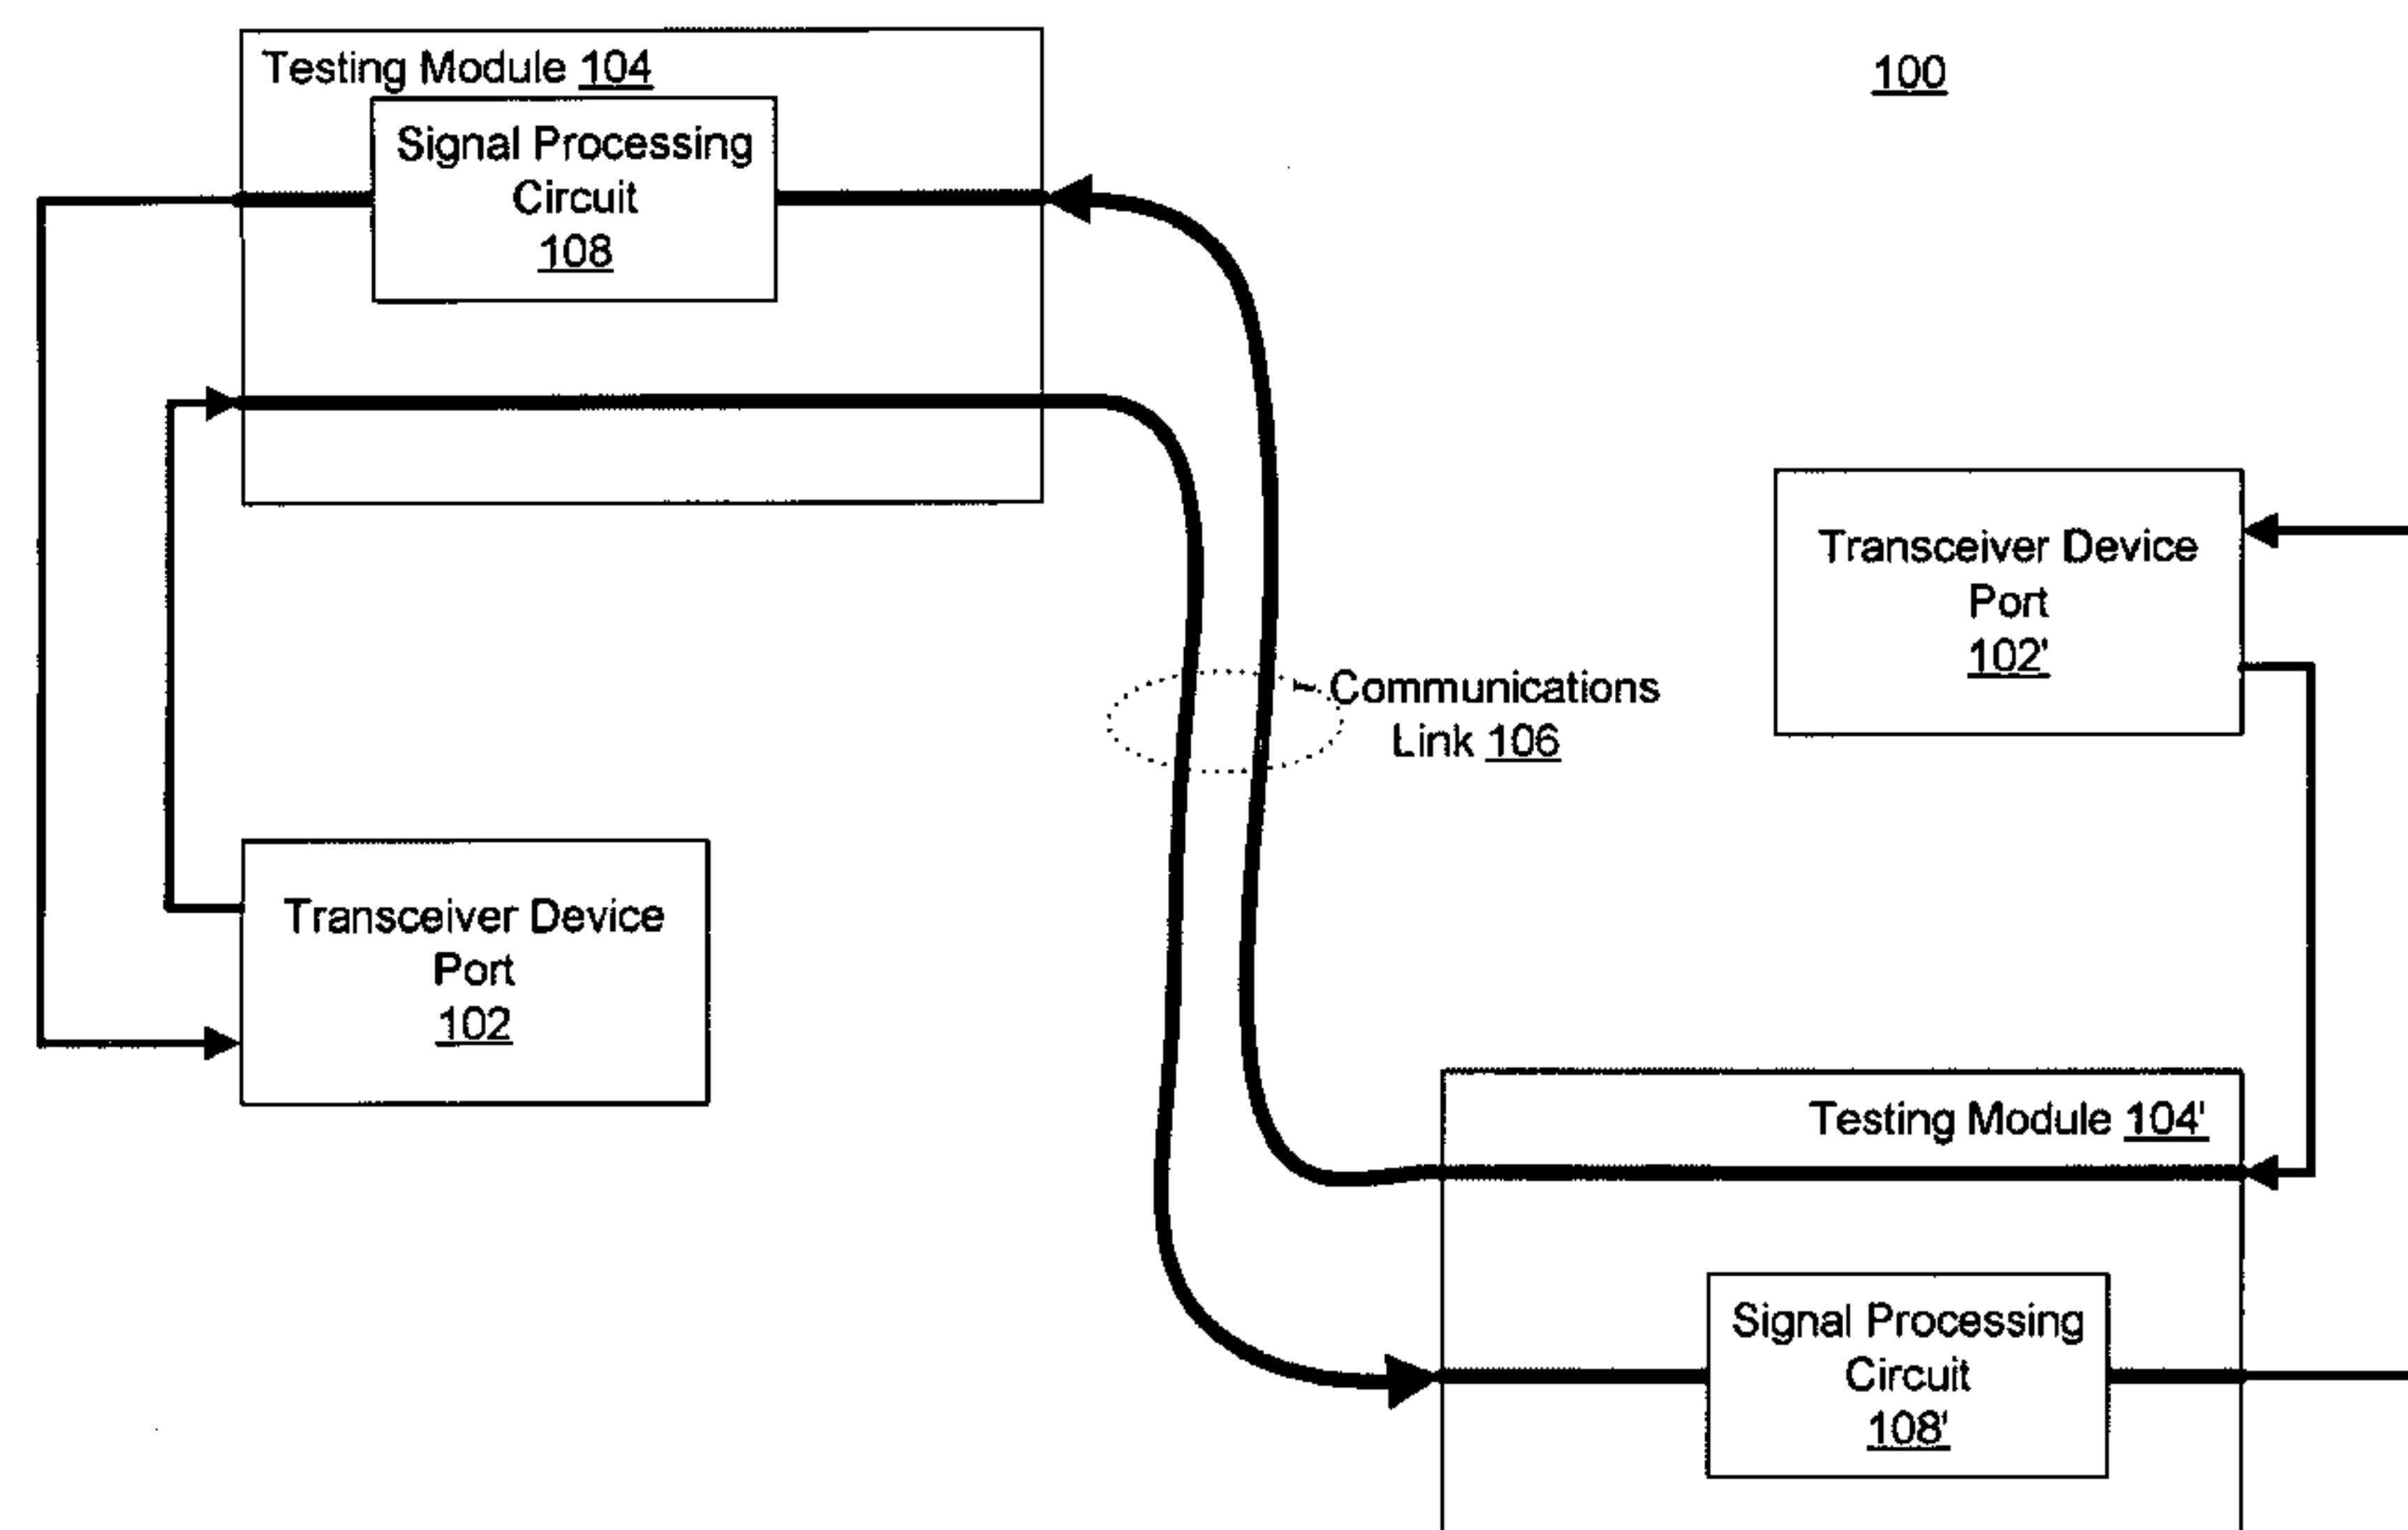 Testing Module 104
100
Signal Processing
Circuit
108
Transceiver Device
Port
102'
Communications
Link 106
Transceiver Device
Port
102
Testing Module 104'
Signal Processing
Circuit
108'